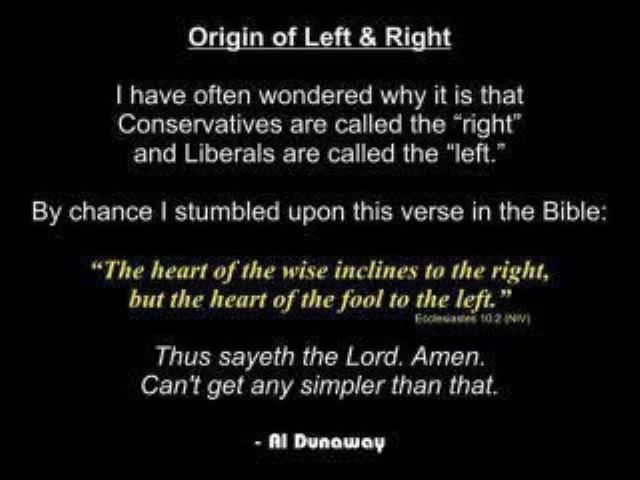 Origin of Left & Right
I have often wondered why it is that
Conservatives are called the “right”
and Liberals are called the “left.”
By chance I stumbled upon this verse in the Bible:
“The heart of the wise inclines to the right,
but the heart of the fool to the left.”
Ecclesiastes 10:2 (NIV)
Thus sayeth the Lord. Amen.
Can't get any simpler than that.
- Al Dunaway